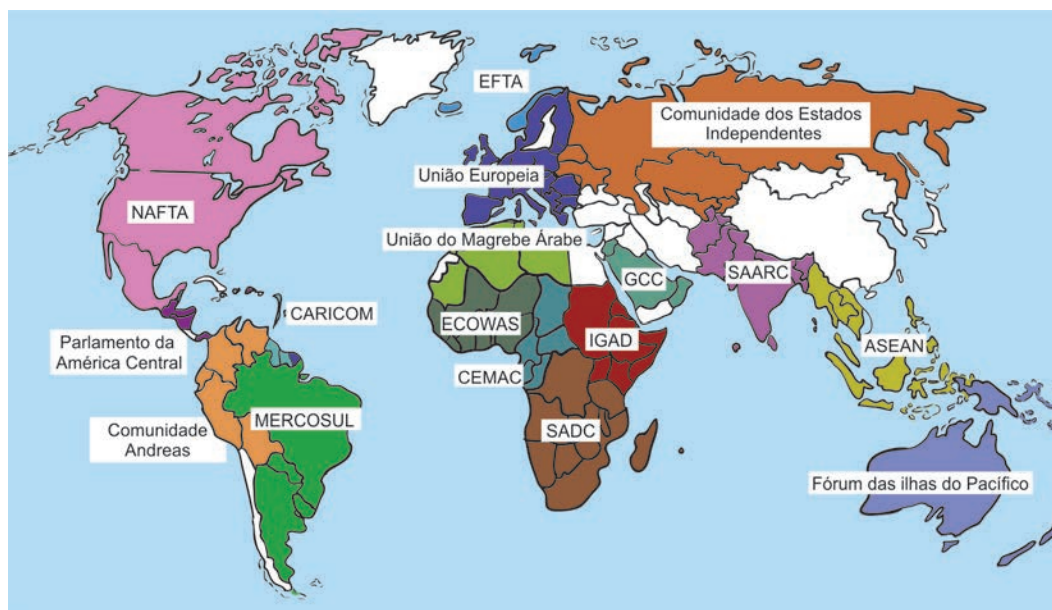 EFTA
Comunidade dos Estados
Independentes
União Europeia
NAFTA
União do Magrebe Árabe
GCC
SAARC
CARICOM
ECOWAS
IGAD
Parlamento da
América Central
ASEAN
CEMAC
MERCOSUL
Comunidade
Andreas
SADC
Fórum das ilhas do Pacífico